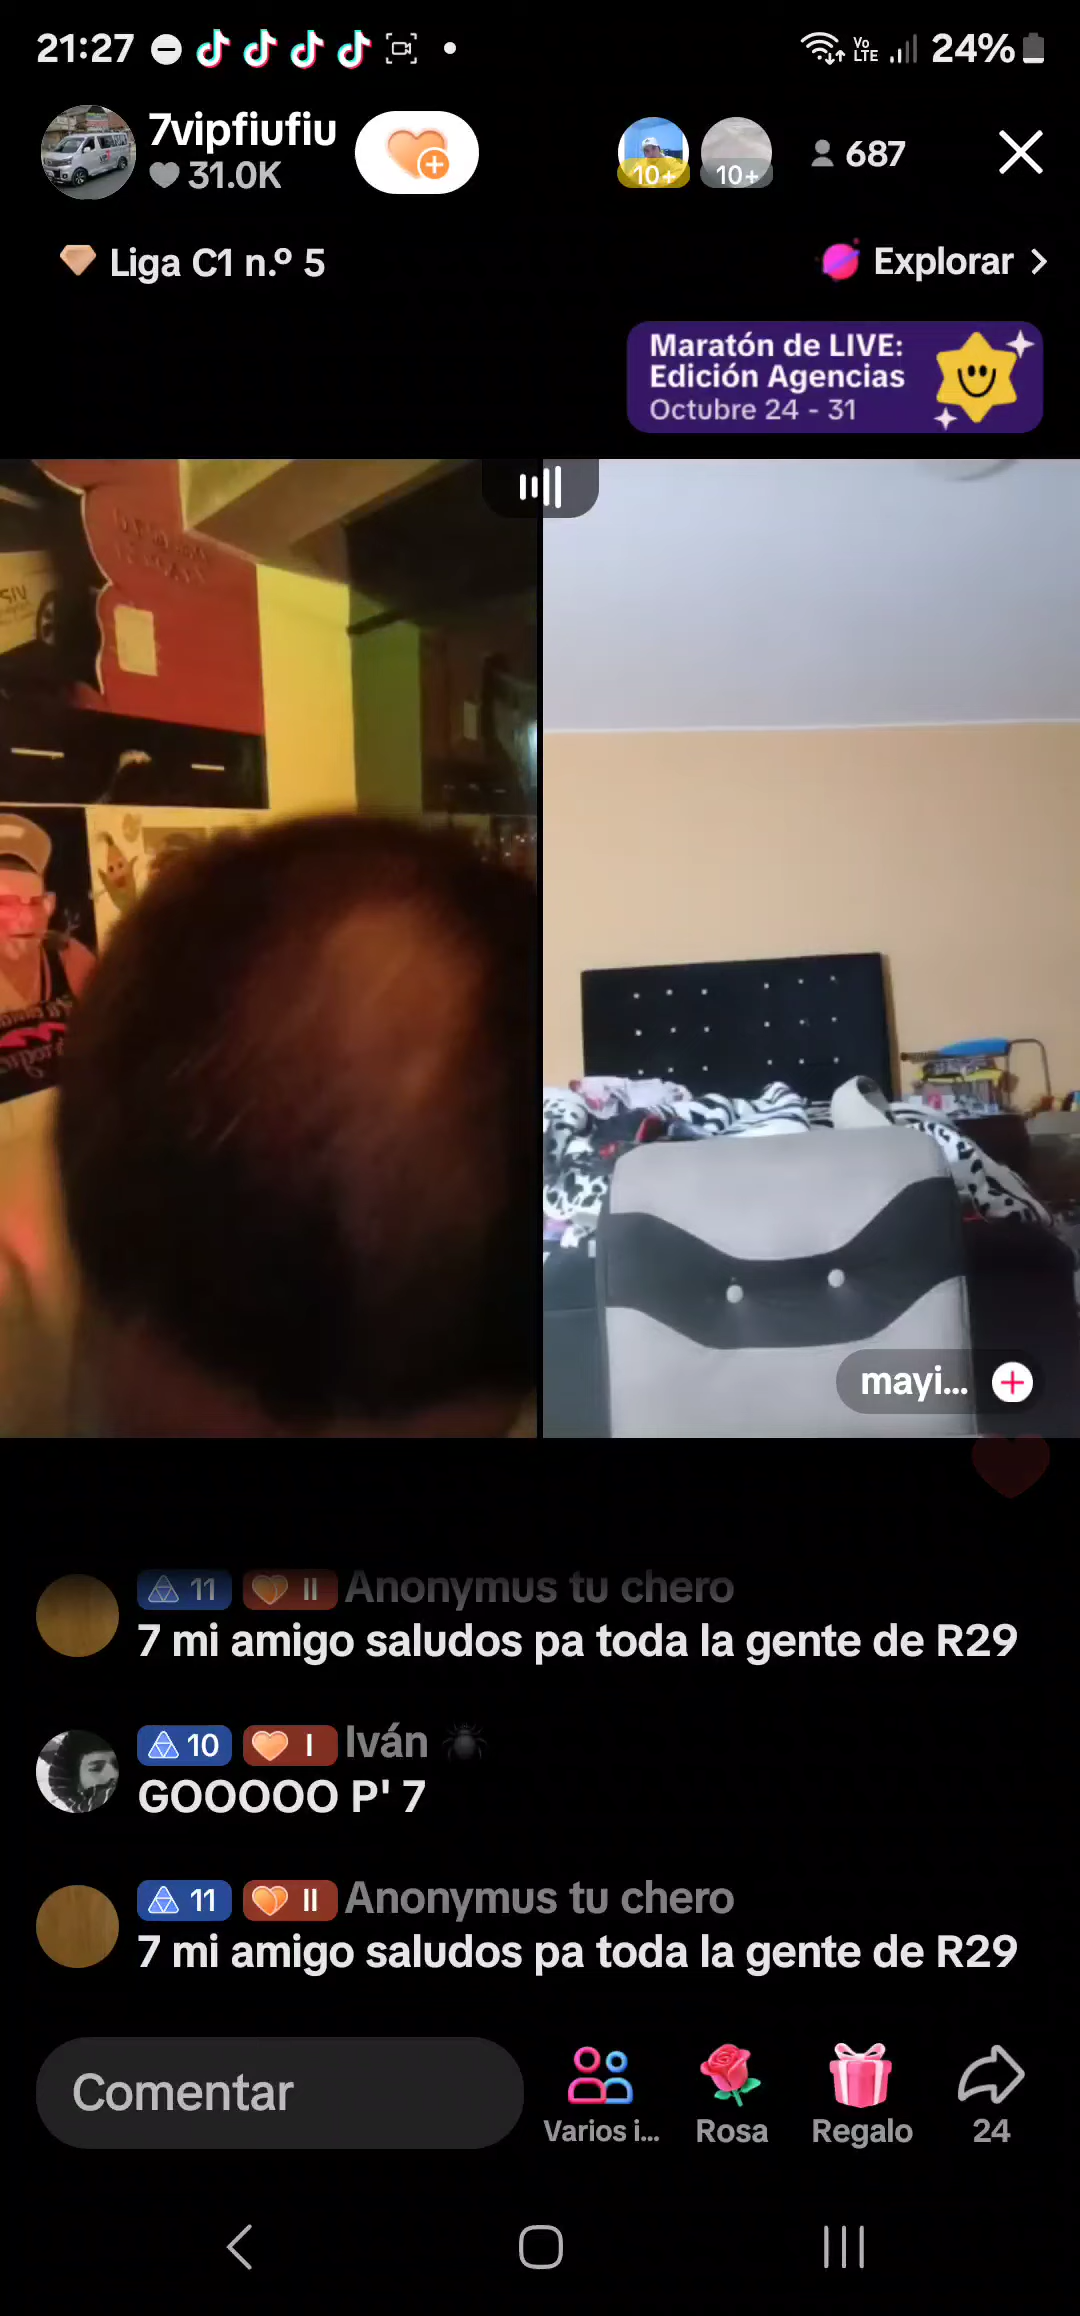 21:27
Vo
LTE
24%
7vipfiufiu
31.0K
10+
10+
687
Liga C1 n.º 5
Explorar
Maratón de LIVE:
Edición Agencias
Octubre 24 - 31
VIP
mayi...
11 II Anonymus tu chero
7 mi amigo saludos pa toda la gente de R29
10 I Iván
GOOOOO P' 7
11 II Anonymus tu chero
7 mi amigo saludos pa toda la gente de R29
Comentar
Varios i...
Rosa
Regalo
24